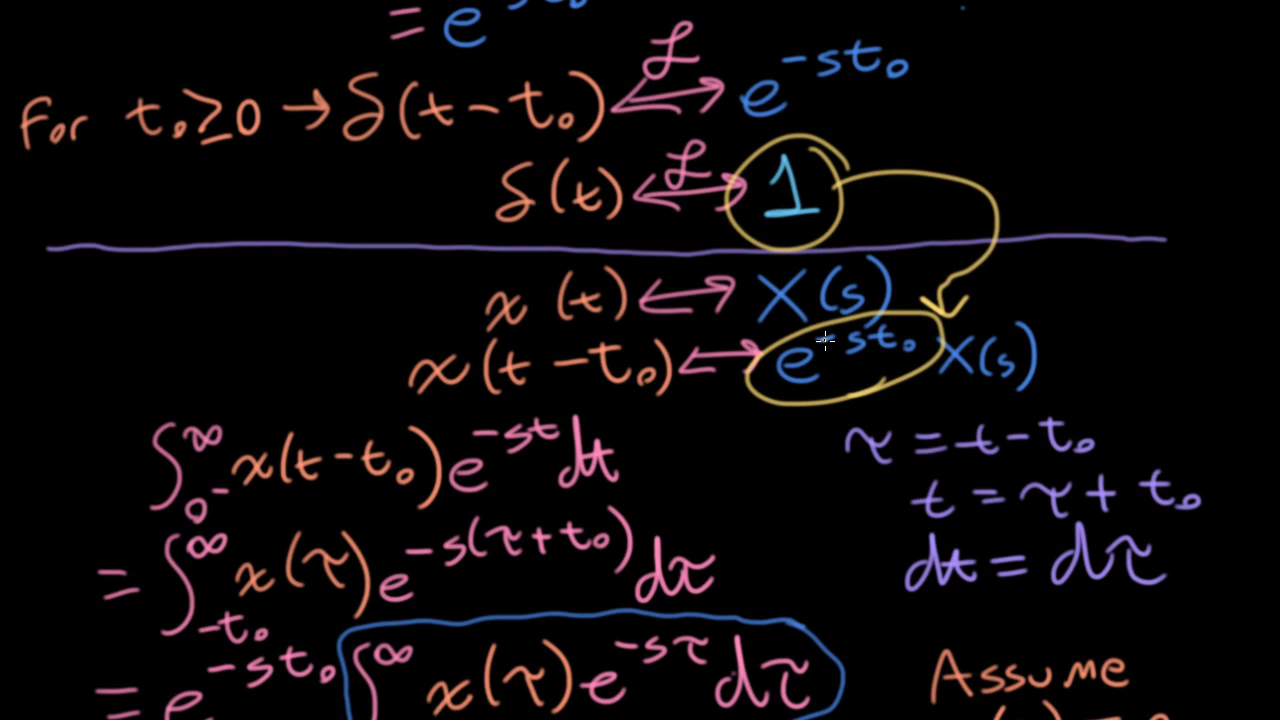 = e^{-st₀}
For t₀ ≥ 0 → δ(t - t₀) ⟷ ℒ e^{-st₀}
δ(t) ⟷ ℒ 1
x(t) ⟷ X(s)
x(t - t₀) ⟷ e^{-st₀} X(s)
∫_{0⁻}^{∞} x(t - t₀) e^{-st} dt
τ = t - t₀
t = τ + t₀
dt = dτ
= ∫_{-t₀}^{∞} x(τ) e^{-s(τ + t₀)} dτ
= e^{-st₀} ∫^{∞} x(τ) e^{-sτ} dτ
Assume